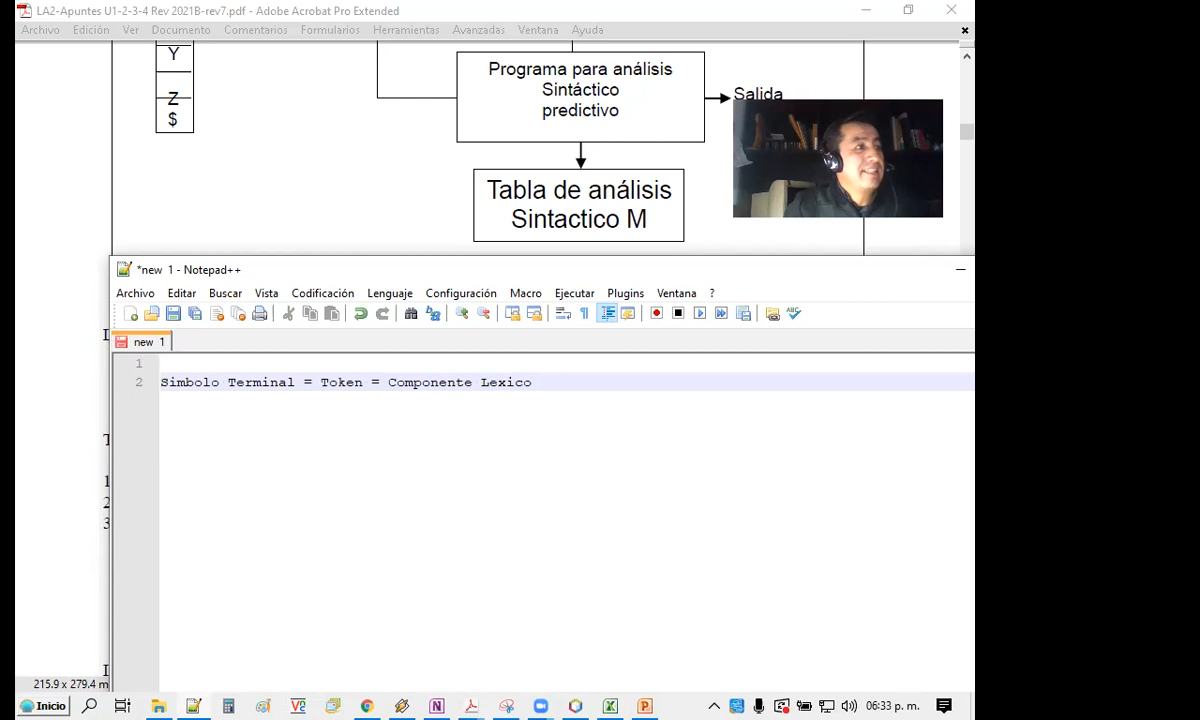 LA2-Apuntes U1-2-3-4 Rev 2021B-rev7.pdf - Adobe Acrobat Pro Extended
Archivo Edición Ver Documento Comentarios Formularios Herramientas Avanzadas Ventana Ayuda
Y
Z
$
Programa para análisis
Sintáctico
predictivo
Salida
Tabla de análisis
Sintactico M
*new 1 - Notepad++
Archivo Editar Buscar Vista Codificación Lenguaje Configuración Macro Ejecutar Plugins Ventana ?
new 1
1
2 Simbolo Terminal = Token = Componente Lexico
1
2
3
215.9 x 279.4 m
Inicio
06:33 p. m.